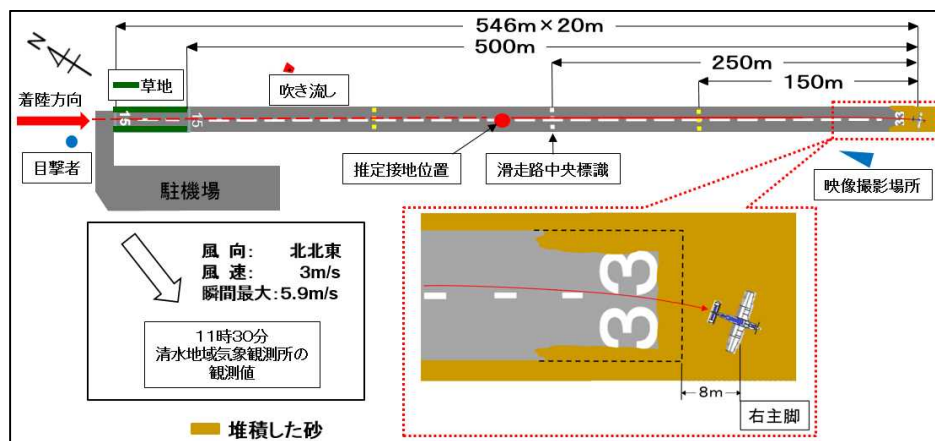 546m×20m
500m
250m
150m
N
草地
吹き流し
着陸方向
15
15
33
目撃者
推定接地位置
滑走路中央標識
映像撮影場所
駐機場
風 向: 北北東
風 速: 3m/s
瞬間最大:5.9m/s
11時30分
清水地域気象観測所の
観測値
33
8m
右主脚
堆積した砂